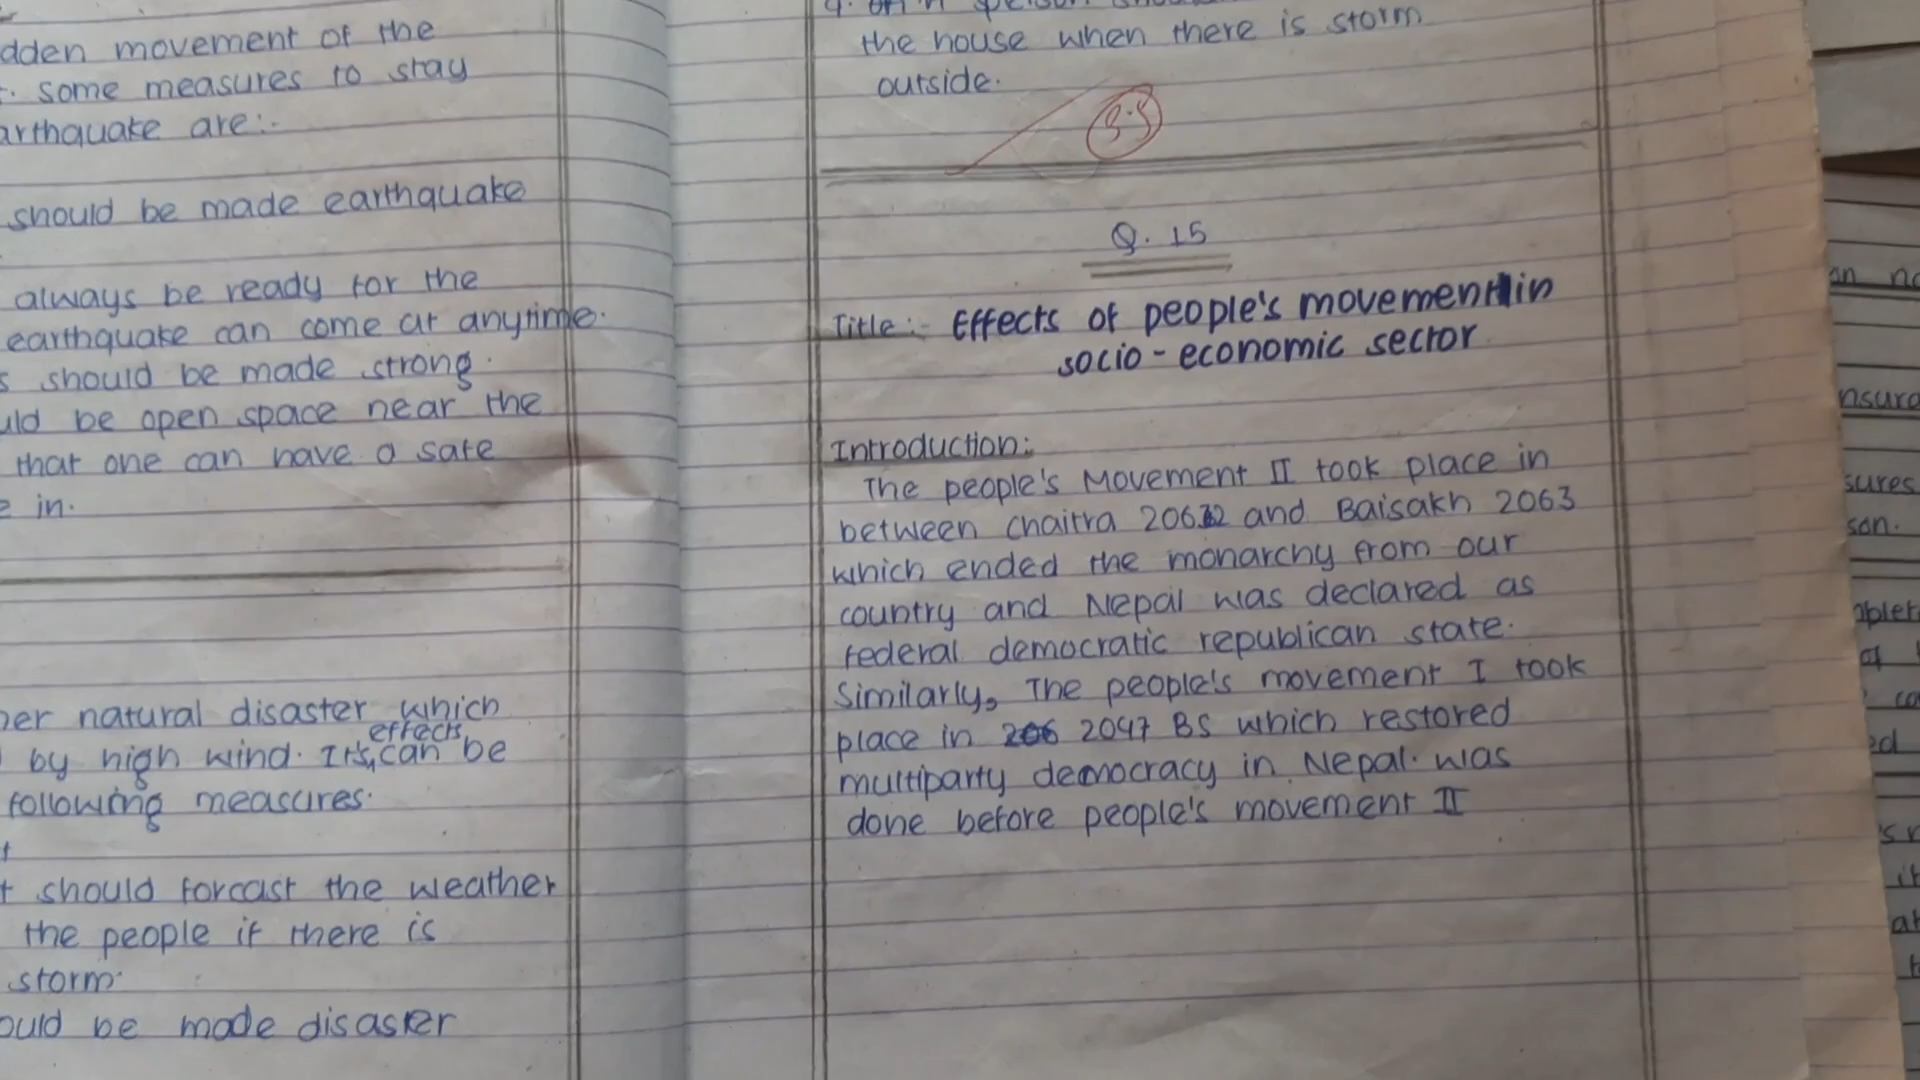 dden movement of the
some measures to stay
arthquake are:-
should be made earthquake
always be ready for the
earthquake can come at anytime.
s should be made strong.
uld be open space near the
that one can have a safe
e in.
her natural disaster which
effects
by high wind. It's, can be
following measures.
t should forcast the weather
the people if there is
storm.
ould be made disaster
the house when there is storm
outside.
3.5
Q. 15
Title:- Effects of people's movement in
socio-economic sector
Introduction:
The people's Movement II took place in
between Chaitra 2062 and Baisakh 2063
which ended the monarchy from our
country and Nepal was declared as
federal democratic republican state.
Similarly, The people's movement I took
place in 206 2047 BS which restored
multiparty democracy in Nepal. was
done before people's movement II
nsura
sures
son.